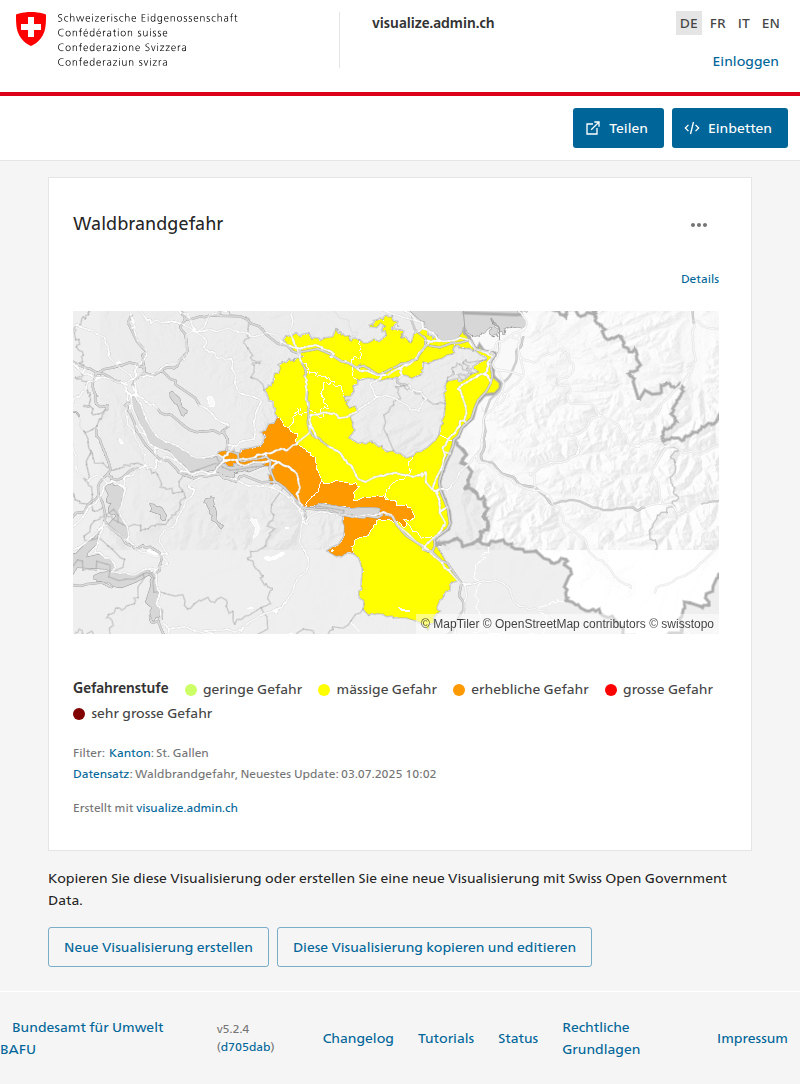 Schweizerische Eidgenossenschaft
Confédération suisse
Confederazione Svizzera
Confederaziun svizra
visualize.admin.ch
DE FR IT EN
Einloggen
Teilen
Einbetten
Waldbrandgefahr
Details
© MapTiler © OpenStreetMap contributors © swisstopo
Gefahrenstufe geringe Gefahr mässige Gefahr erhebliche Gefahr grosse Gefahr
sehr grosse Gefahr
Filter: Kanton: St. Gallen
Datensatz: Waldbrandgefahr, Neuestes Update: 03.07.2025 10:02
Erstellt mit visualize.admin.ch
Kopieren Sie diese Visualisierung oder erstellen Sie eine neue Visualisierung mit Swiss Open Government
Data.
Neue Visualisierung erstellen
Diese Visualisierung kopieren und editieren
Bundesamt für Umwelt
BAFU
v5.2.4
(d705dab)
Changelog
Tutorials
Status
Rechtliche
Grundlagen
Impressum